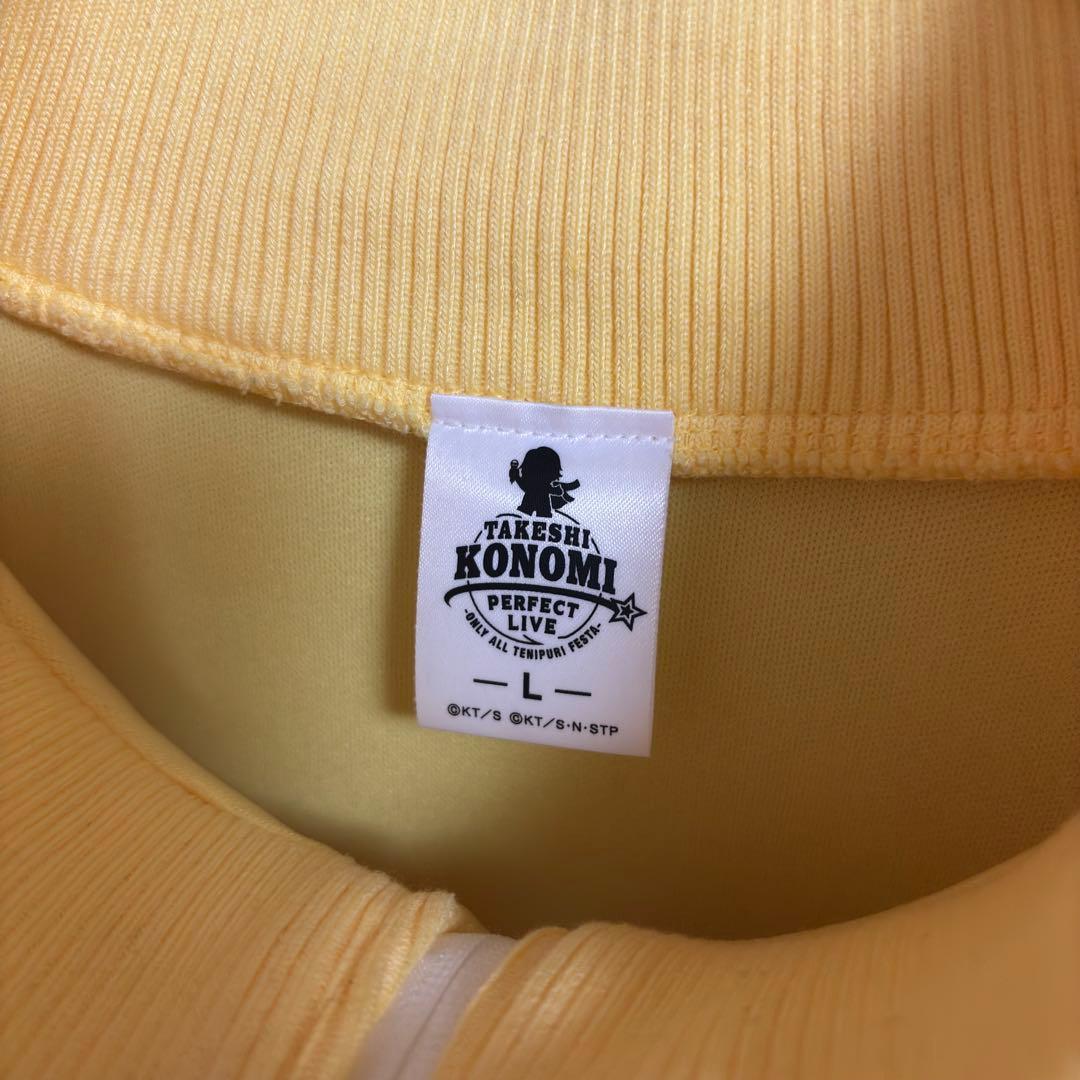 TAKESHI
KONOMI
PERFECT
LIVE
-ONLY ALL TENIPURI FESTA-
— L —
©KT/S ©KT/S·N·STP